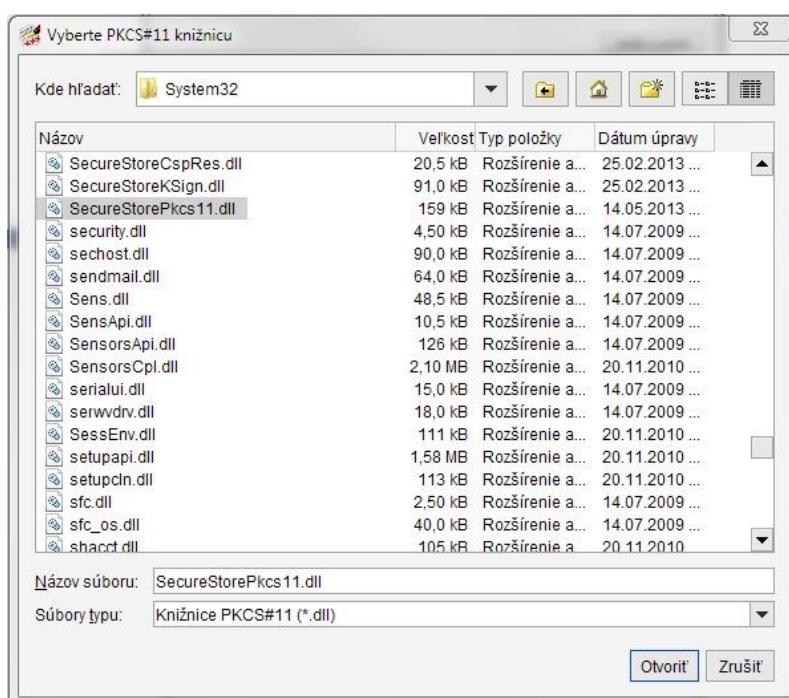 Vyberte PKCS#11 knižnicu
Kde hľadať: System32
Názov Veľkosť Typ položky Dátum úpravy
SecureStoreCspRes.dll 20,5 kB Rozšírenie a... 25.02.2013 ...
SecureStoreKSign.dll 91,0 kB Rozšírenie a... 25.02.2013 ...
SecureStorePkcs11.dll 159 kB Rozšírenie a... 14.05.2013 ...
security.dll 4,50 kB Rozšírenie a... 14.07.2009 ...
sechost.dll 90,0 kB Rozšírenie a... 14.07.2009 ...
sendmail.dll 64,0 kB Rozšírenie a... 14.07.2009 ...
Sens.dll 48,5 kB Rozšírenie a... 14.07.2009 ...
SensApi.dll 10,5 kB Rozšírenie a... 14.07.2009 ...
SensorsApi.dll 126 kB Rozšírenie a... 14.07.2009 ...
SensorsCpl.dll 2,10 MB Rozšírenie a... 20.11.2010 ...
serialui.dll 15,0 kB Rozšírenie a... 14.07.2009 ...
serwvdrv.dll 18,0 kB Rozšírenie a... 14.07.2009 ...
SessEnv.dll 111 kB Rozšírenie a... 20.11.2010 ...
setupapi.dll 1,58 MB Rozšírenie a... 20.11.2010 ...
setupcln.dll 113 kB Rozšírenie a... 20.11.2010 ...
sfc.dll 2,50 kB Rozšírenie a... 14.07.2009 ...
sfc_os.dll 40,0 kB Rozšírenie a... 14.07.2009 ...
shacct.dll 105 kB Rozšírenie a... 20.11.2010 ...
Názov súboru: SecureStorePkcs11.dll
Súbory typu: Knižnice PKCS#11 (*.dll)
Otvoriť Zrušiť